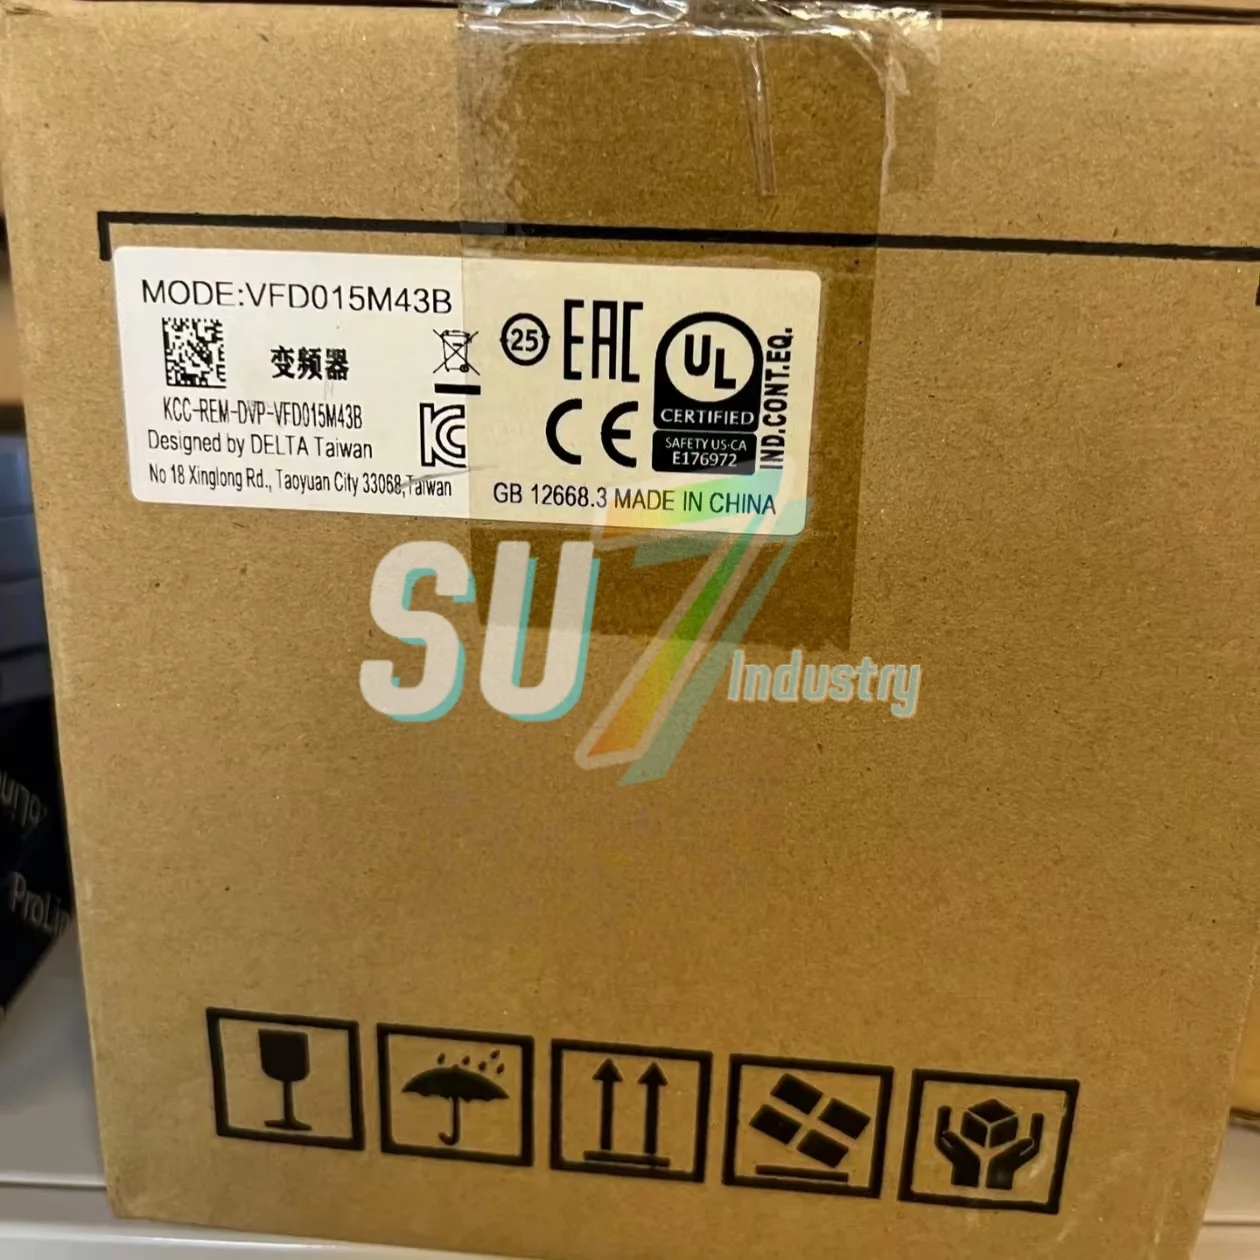 MODE:VFD015M43B
变频器
KCC-REM-DVP-VFD015M43B
Designed by DELTA Taiwan
No 18 Xinglong Rd., Taoyuan City 33068,Taiwan
25
EAC
CE
UL
CERTIFIED
SAFETY US-CA
E176972
IND.CONT.EQ.
GB 12668.3 MADE IN CHINA
SU7
Industry